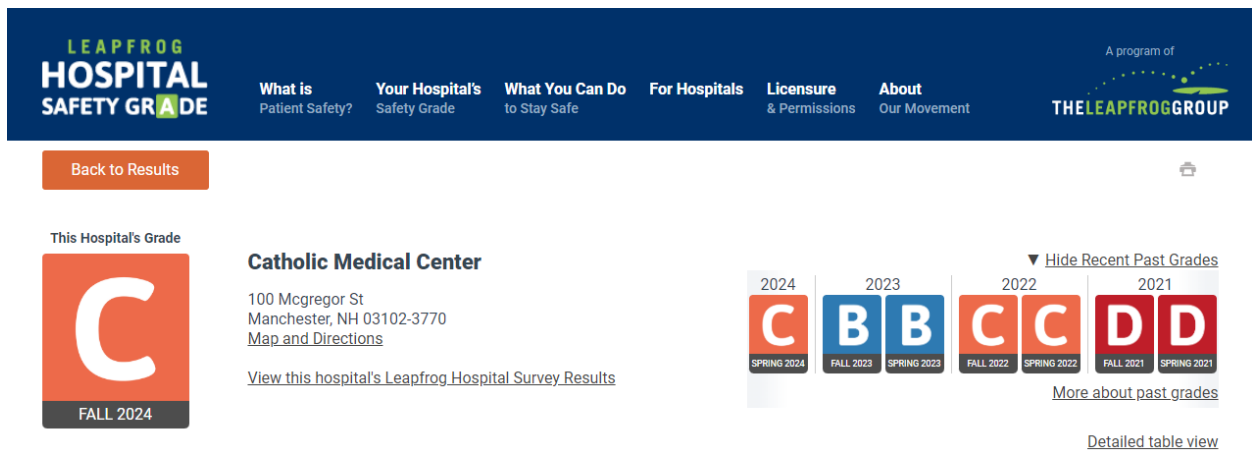 LEAPFROG
HOSPITAL
SAFETY GRADE
What is
Patient Safety?
Your Hospital's
Safety Grade
What You Can Do
to Stay Safe
For Hospitals
Licensure
& Permissions
About
Our Movement
A program of
THELEAPFROGGROUP
Back to Results
This Hospital's Grade
C
FALL 2024
Catholic Medical Center
100 Mcgregor St
Manchester, NH 03102-3770
Map and Directions
View this hospital's Leapfrog Hospital Survey Results
▼ Hide Recent Past Grades
2024 2023 2022 2021
C B B C C D D
SPRING 2024 FALL 2023 SPRING 2023 FALL 2022 SPRING 2022 FALL 2021 SPRING 2021
More about past grades
Detailed table view